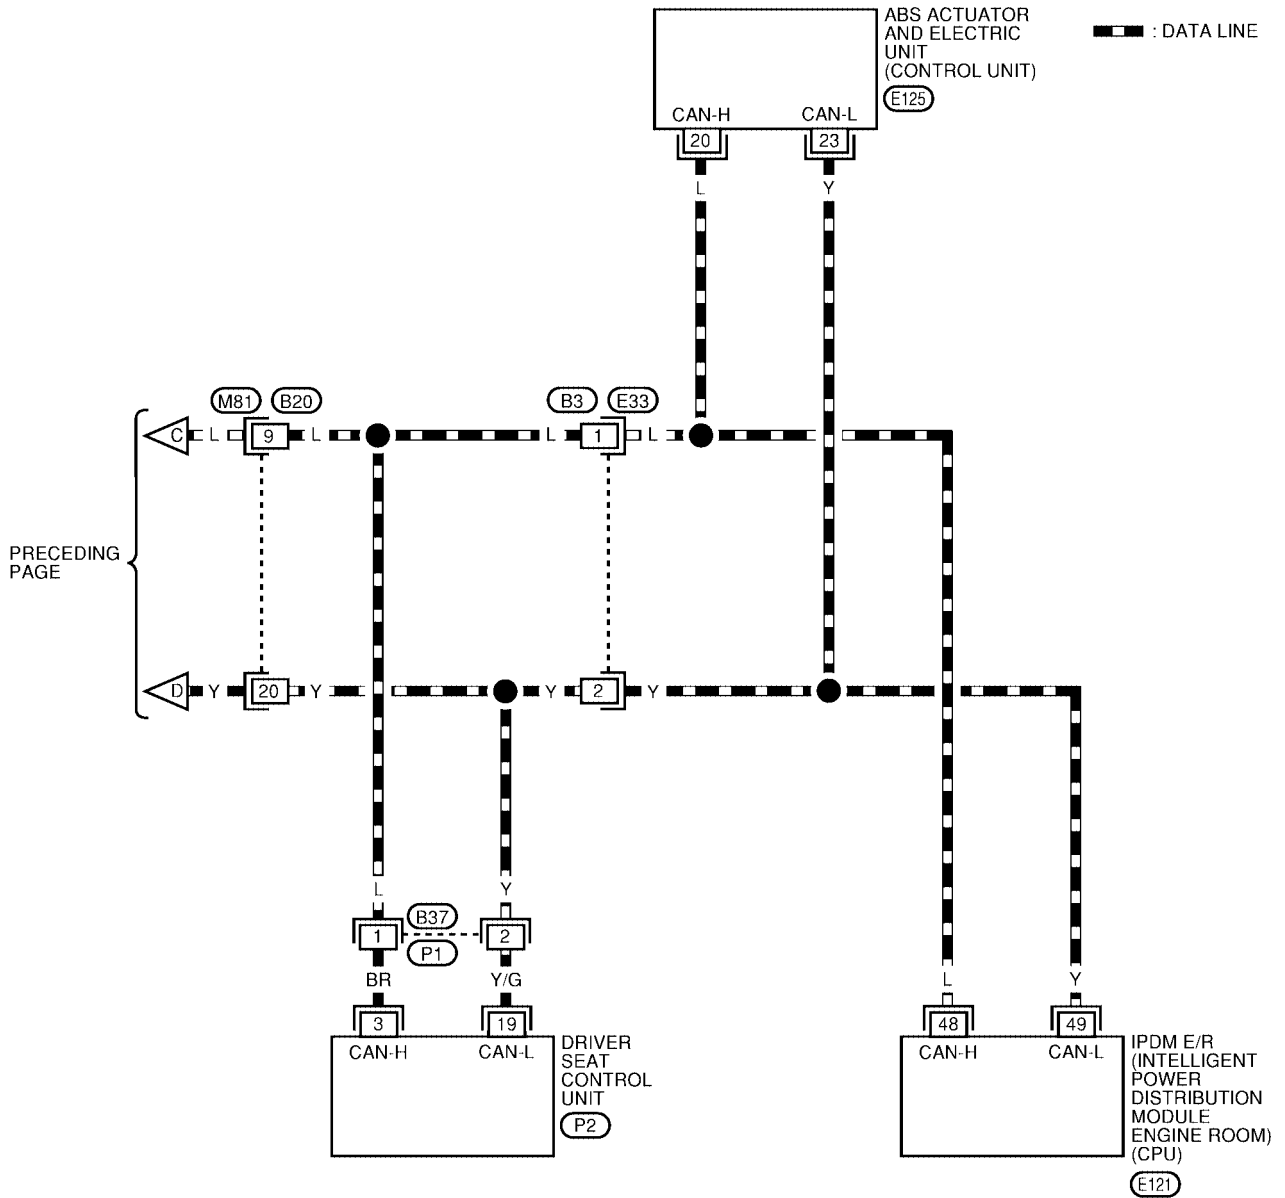 ABS ACTUATOR
AND ELECTRIC
UNIT
(CONTROL UNIT)
E125
: DATA LINE
CAN-H
CAN-L
20
23
L
Y
M81
B20
B3
E33
C
L
9
L
L
1
L
PRECEDING
PAGE
D
Y
20
Y
Y
2
Y
L
Y
B37
1
2
P1
BR
Y/G
L
Y
3
19
48
49
CAN-H
CAN-L
DRIVER
SEAT
CONTROL
UNIT
P2
CAN-H
CAN-L
IPDM E/R
(INTELLIGENT
POWER
DISTRIBUTION
MODULE
ENGINE ROOM)
(CPU)
E121